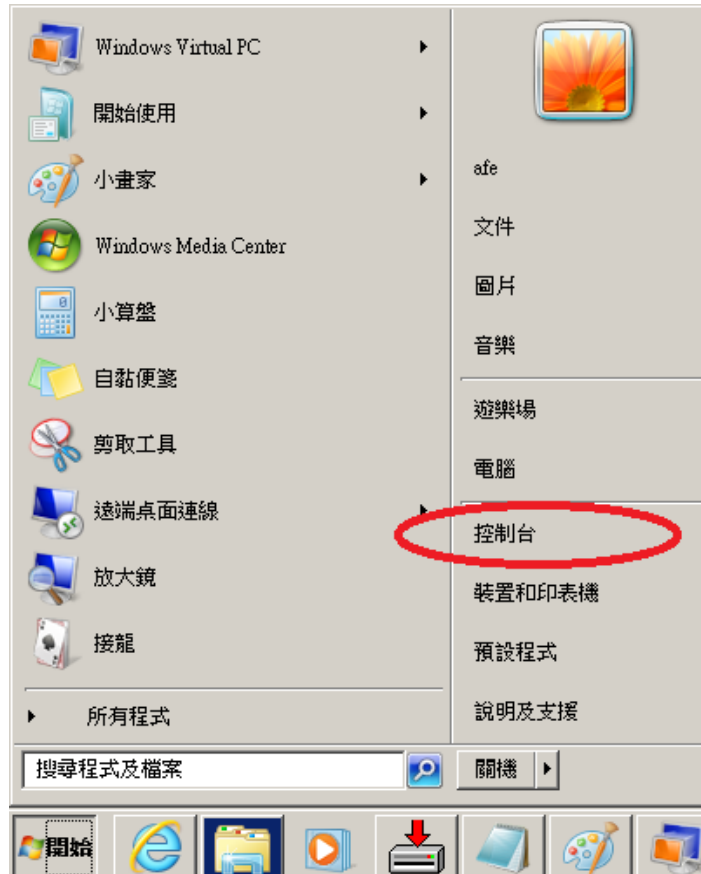 Windows Virtual PC
開始使用
小畫家
Windows Media Center
小算盤
自黏便箋
剪取工具
遠端桌面連線
放大鏡
接龍
所有程式
搜尋程式及檔案
afe
文件
圖片
音樂
遊樂場
電腦
控制台
裝置和印表機
預設程式
說明及支援
關機
開始